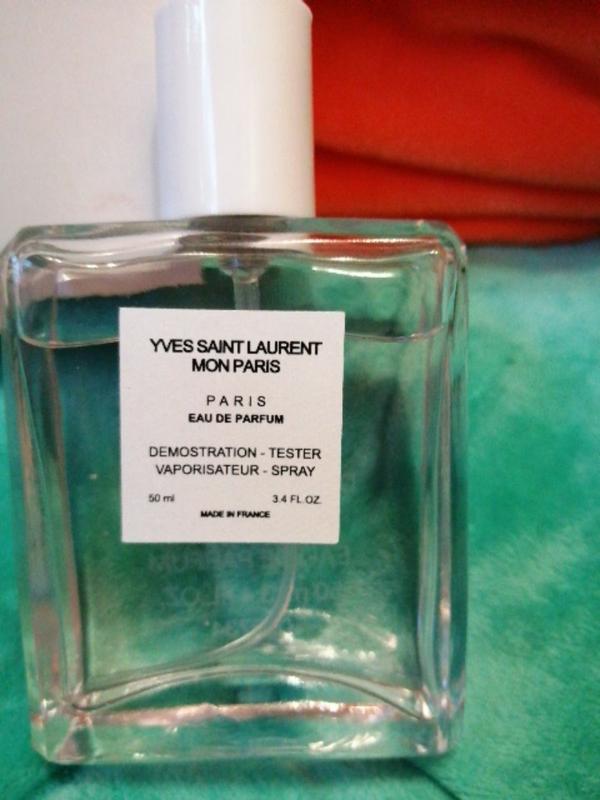 YVES SAINT LAURENT
MON PARIS
PARIS
EAU DE PARFUM
DEMOSTRATION - TESTER
VAPORISATEUR - SPRAY
50 ml 3.4 FL.OZ.
MADE IN FRANCE